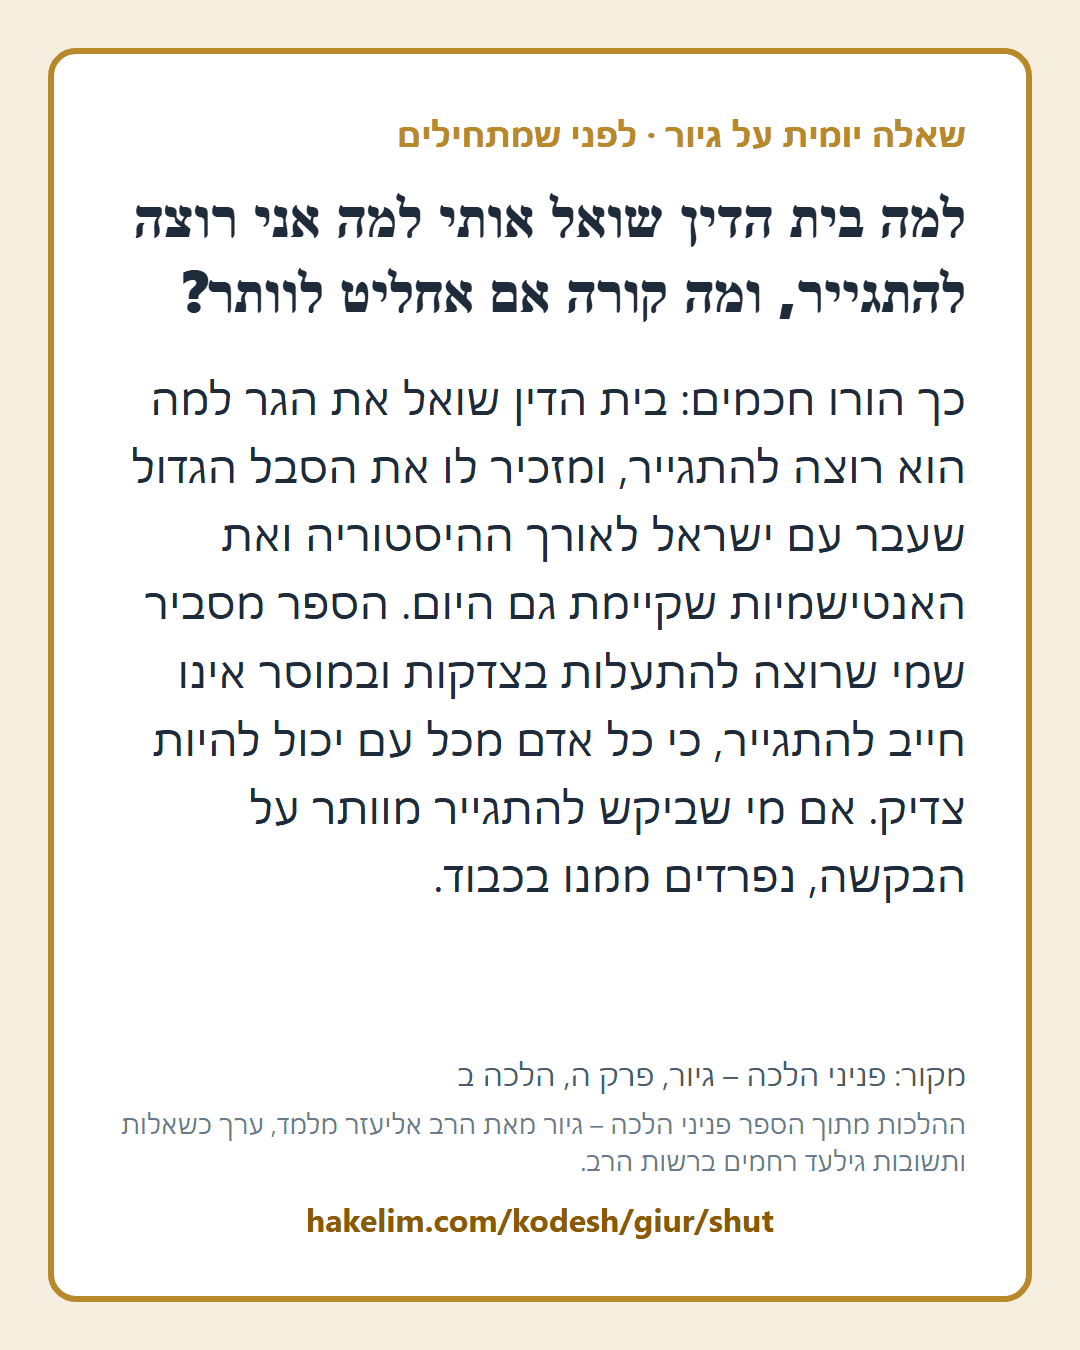 שאלה יומית על גיור · לפני שמתחילים
למה בית הדין שואל אותי למה אני רוצה
להתגייר, ומה קורה אם אחליט לוותר?
כך הורו חכמים: בית הדין שואל את הגר למה
הוא רוצה להתגייר, ומזכיר לו את הסבל הגדול
שעבר עם ישראל לאורך ההיסטוריה ואת
האנטישמיות שקיימת גם היום. הספר מסביר
שמי שרוצה להתעלות בצדקות ובמוסר אינו
חייב להתגייר, כי כל אדם מכל עם יכול להיות
צדיק. אם מי שביקש להתגייר מוותר על
הבקשה, נפרדים ממנו בכבוד.
מקור: פניני הלכה – גיור, פרק ה, הלכה ב
ההלכות מתוך הספר פניני הלכה – גיור מאת הרב אליעזר מלמד, ערך כשאלות
ותשובות גילעד רחמים ברשות הרב.
hakelim.com/kodesh/giur/shut